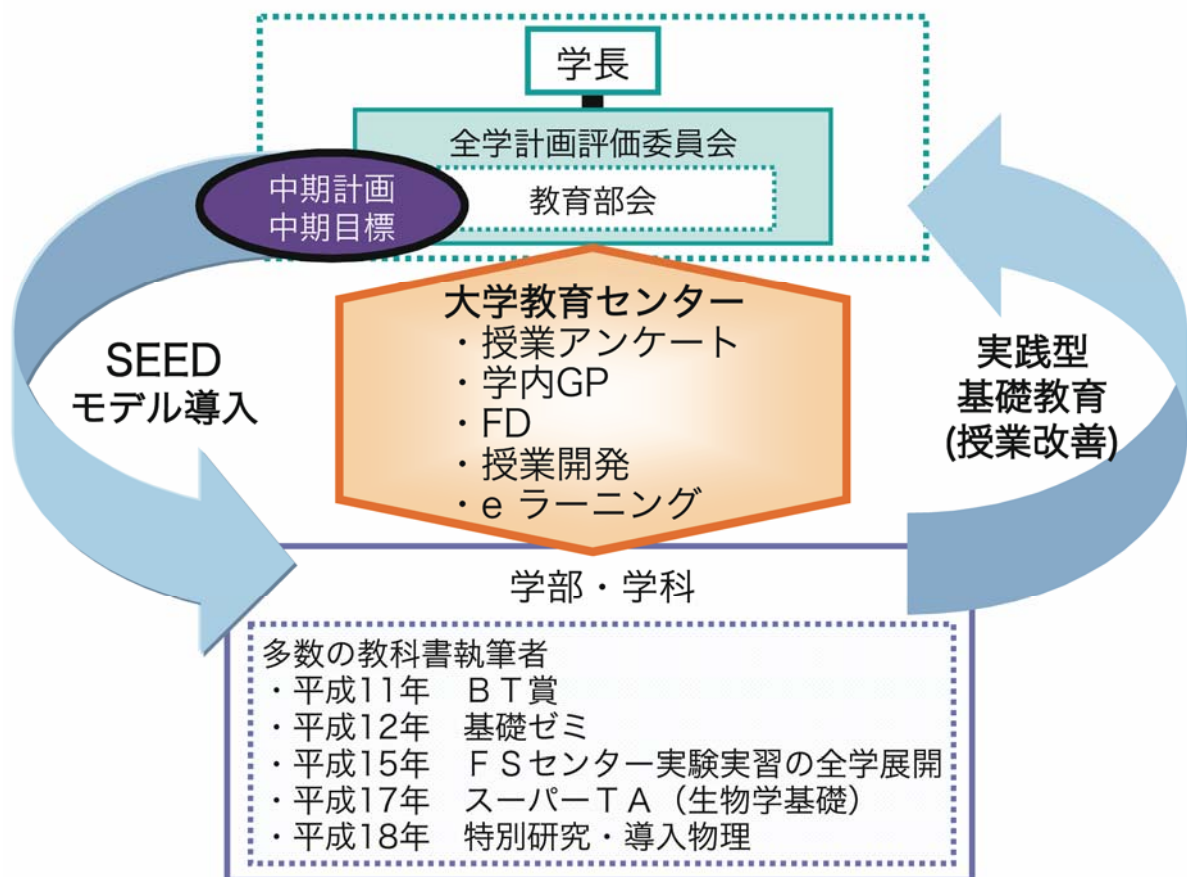 学長
全学計画評価委員会
教育部会
中期計画
中期目標
大学教育センター
・授業アンケート
・学内GP
・FD
・授業開発
・e ラーニング
SEED
モデル導入
実践型
基礎教育
(授業改善)
学部・学科
多数の教科書執筆者
・平成11年　ＢＴ賞
・平成12年　基礎ゼミ
・平成15年　ＦＳセンター実験実習の全学展開
・平成17年　スーパーＴＡ（生物学基礎）
・平成18年　特別研究・導入物理